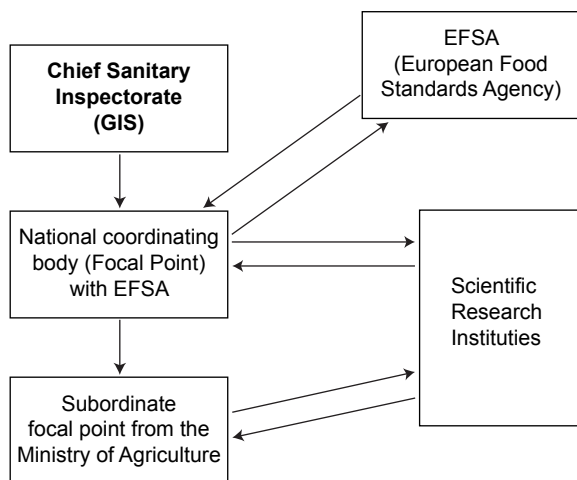 Chief Sanitary
Inspectorate
(GIS)
EFSA
(European Food
Standards Agency)
National coordinating
body (Focal Point)
with EFSA
Scientific
Research
Instituties
Subordinate
focal point from the
Ministry of Agriculture